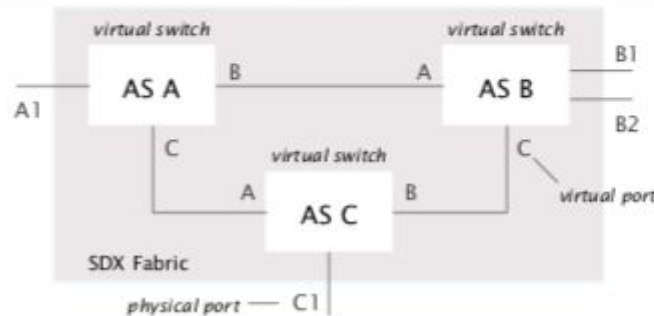 virtual switch
virtual switch
B1
B
A
AS A
AS B
A1
B2
C
virtual switch
C
A
B
virtual port
AS C
SDX Fabric
physical port
C1